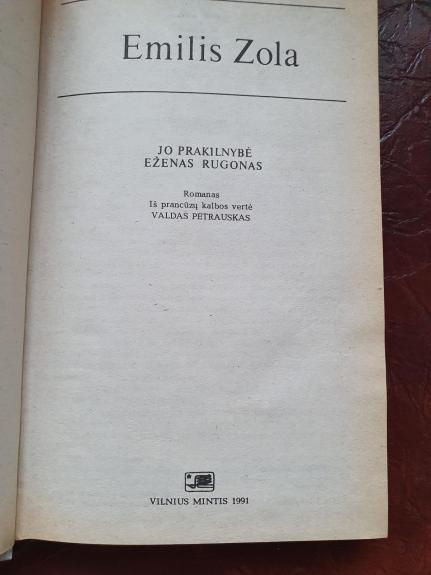 Emilis Zola
JO PRAKILNYBĖ
EŽENAS RUGONAS
Romanas
Iš prancūzų kalbos vertė
VALDAS PETRAUSKAS
VILNIUS MINTIS 1991